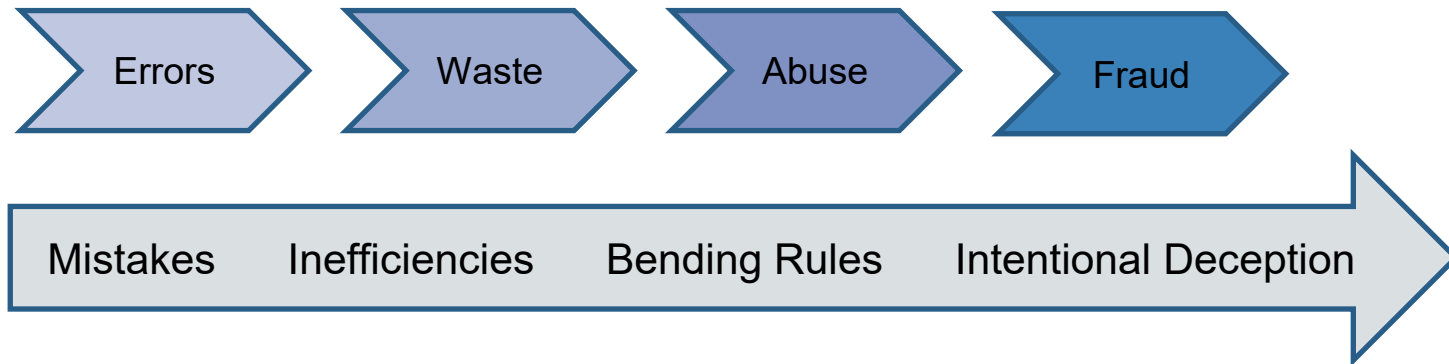 Errors Waste Abuse Fraud
Mistakes Inefficiencies Bending Rules Intentional Deception